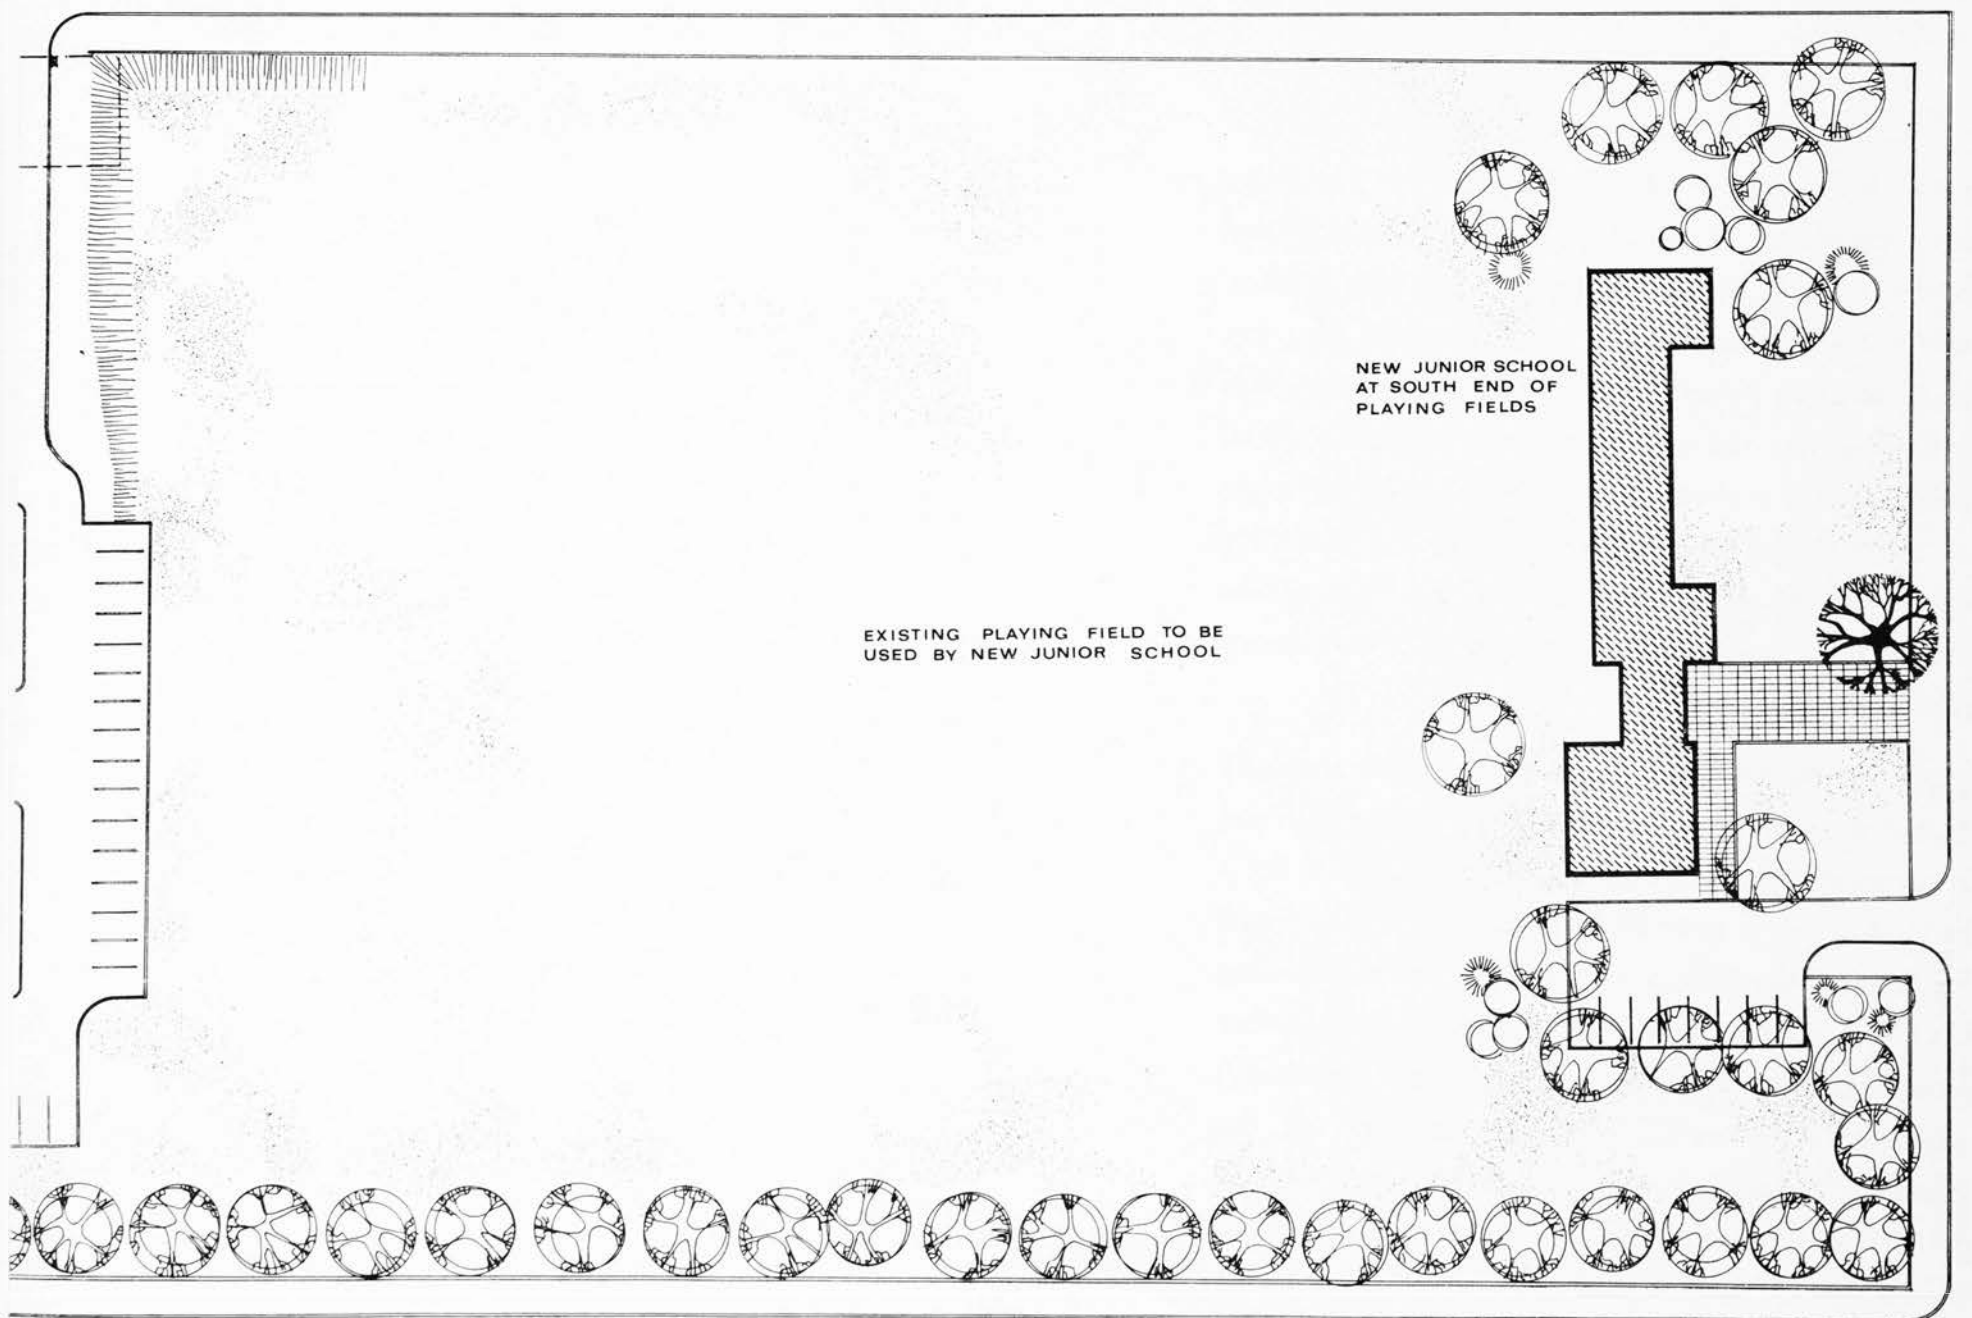 NEW JUNIOR SCHOOL
AT SOUTH END OF
PLAYING FIELDS
EXISTING PLAYING FIELD TO BE
USED BY NEW JUNIOR SCHOOL